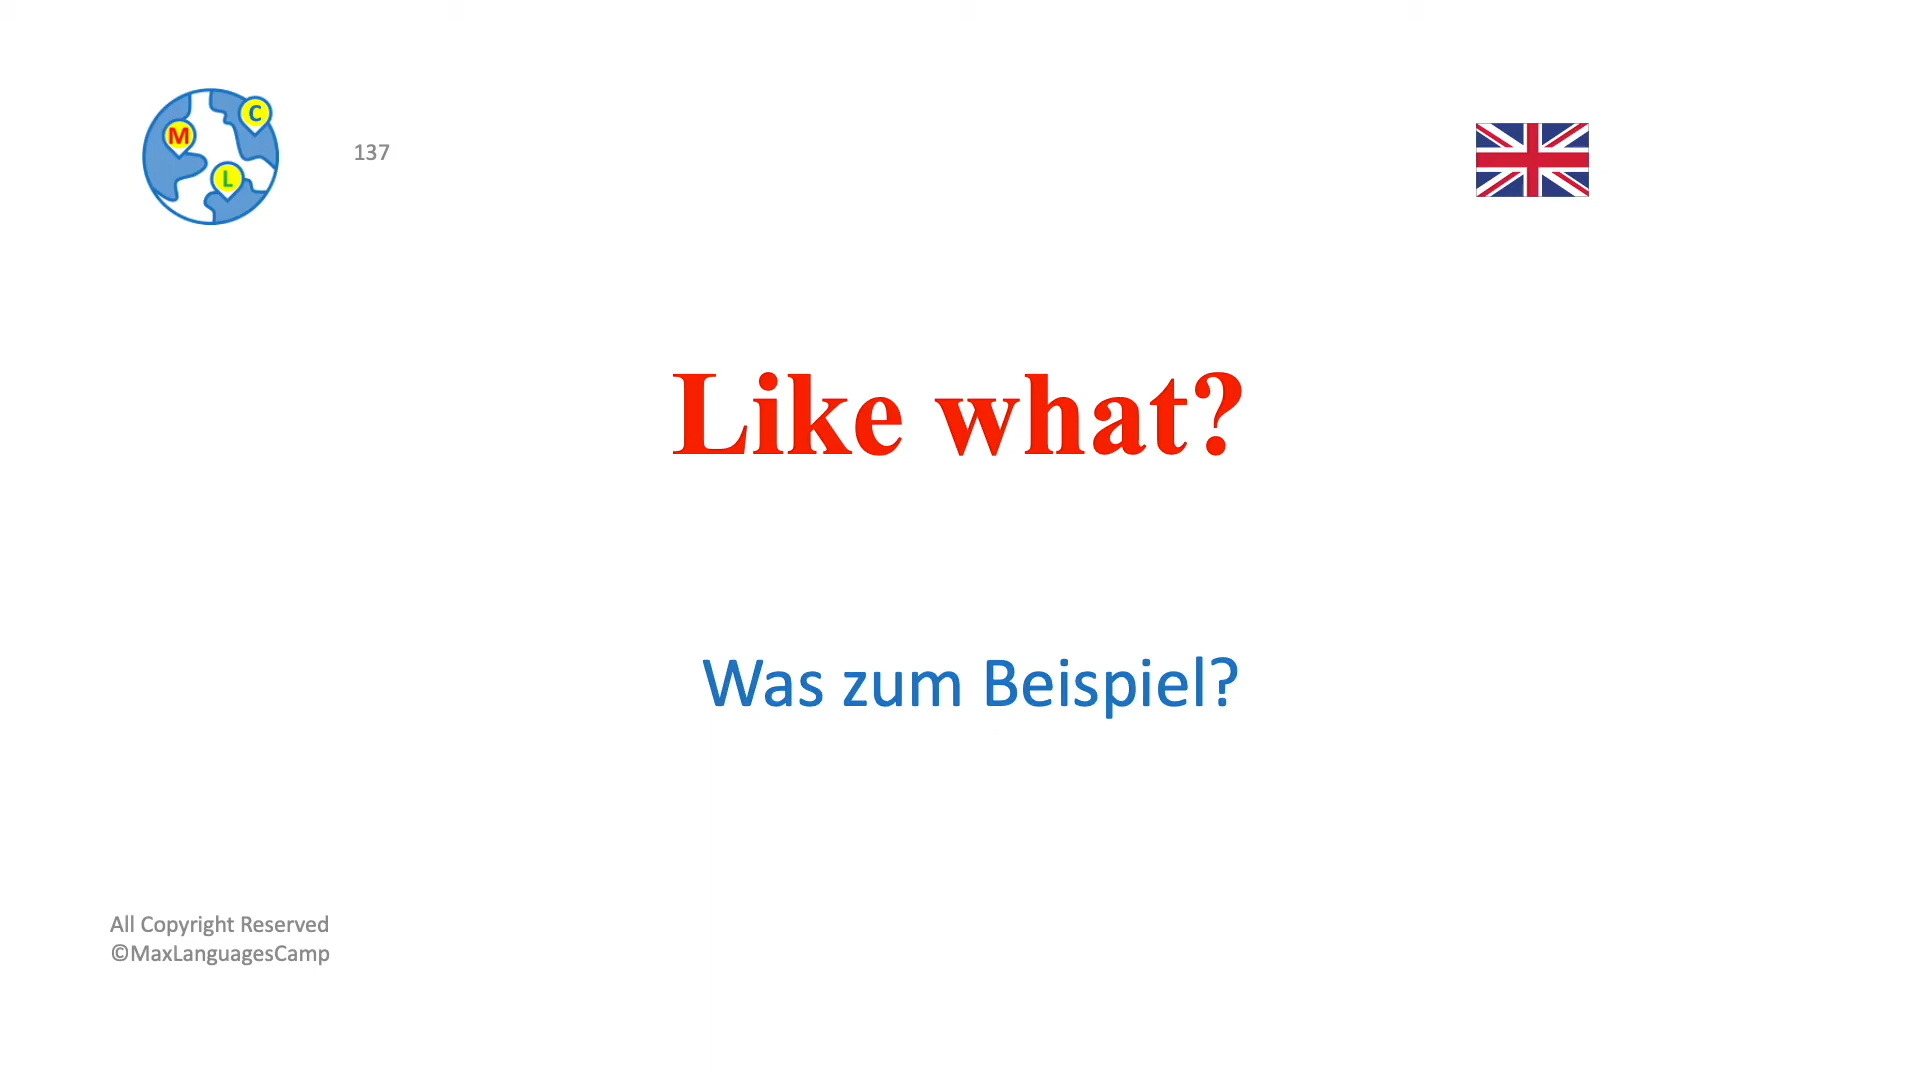 M
C
L
137
Like what?
Was zum Beispiel?
All Copyright Reserved
©MaxLanguagesCamp